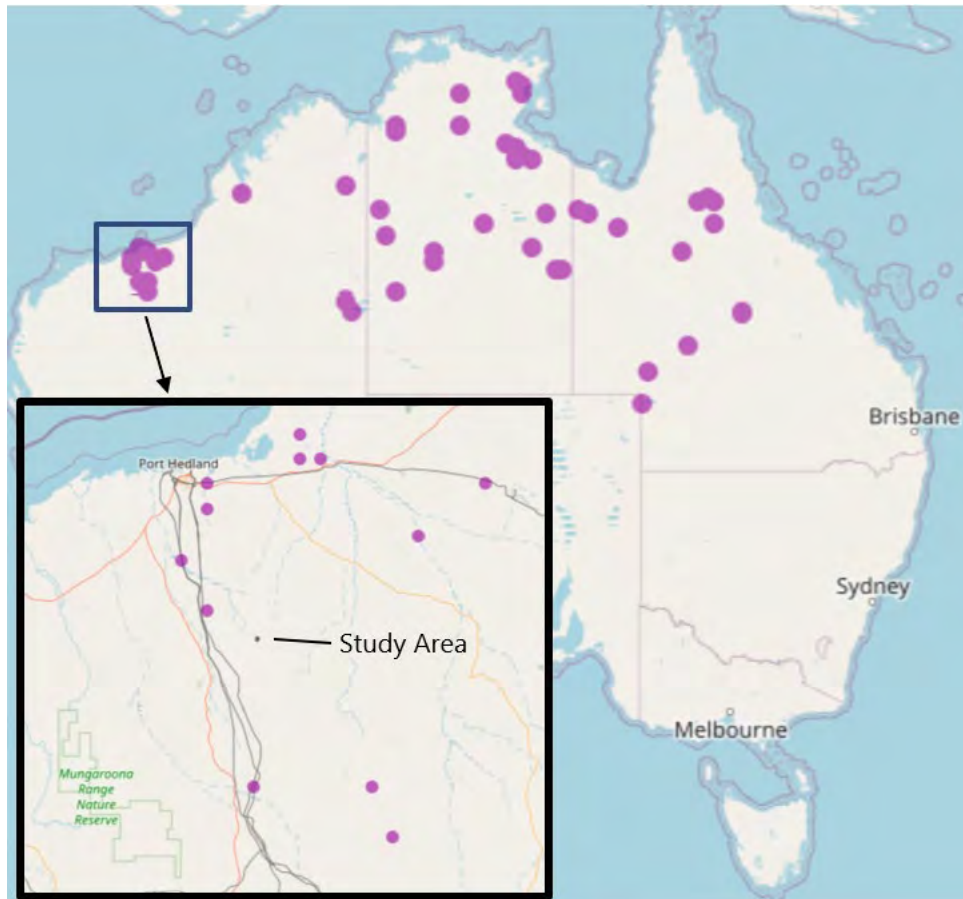 Brisbane
Port Hedland
Sydney
Study Area
Melbourne
Mungaroona
Range
Nature
Reserve